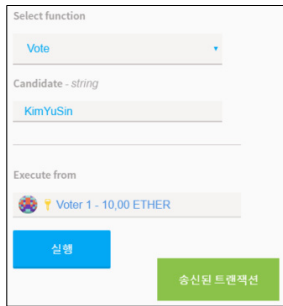 Select function
Vote
Candidate - string
KimYuSin
Execute from
Voter 1 - 10,00 ETHER
실행
송신된 트랜잭션